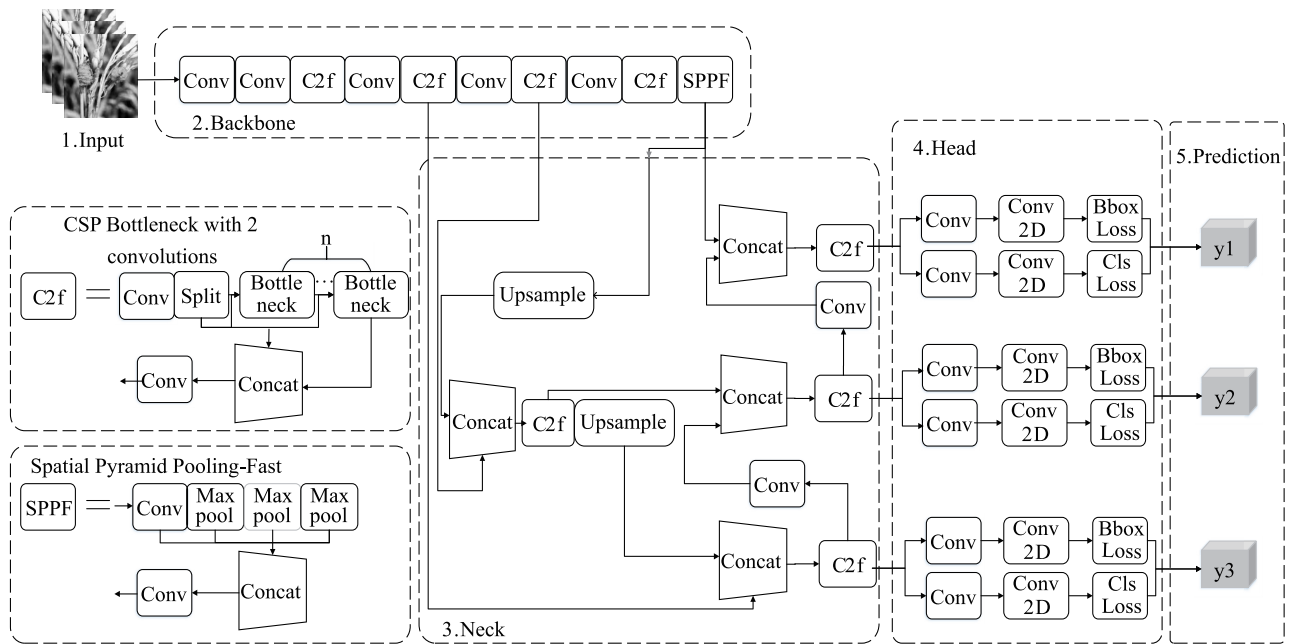 Conv Conv C2f Conv C2f Conv C2f Conv C2f SPPF
1.Input
2.Backbone
CSP Bottleneck with 2
convolutions
n
C2f
Conv
Split
Bottle
neck
...
Bottle
neck
Conv
Concat
Spatial Pyramid Pooling-Fast
SPPF
Conv
Max
pool
Max
pool
Max
pool
Conv
Concat
Concat
C2f
Upsample
Conv
Concat
C2f
Upsample
Concat
C2f
Conv
Concat
C2f
3.Neck
4.Head
Conv
Conv
2D
Bbox
Loss
Conv
Conv
2D
Cls
Loss
Conv
Conv
2D
Bbox
Loss
Conv
Conv
2D
Cls
Loss
Conv
Conv
2D
Bbox
Loss
Conv
Conv
2D
Cls
Loss
5.Prediction
y1
y2
y3